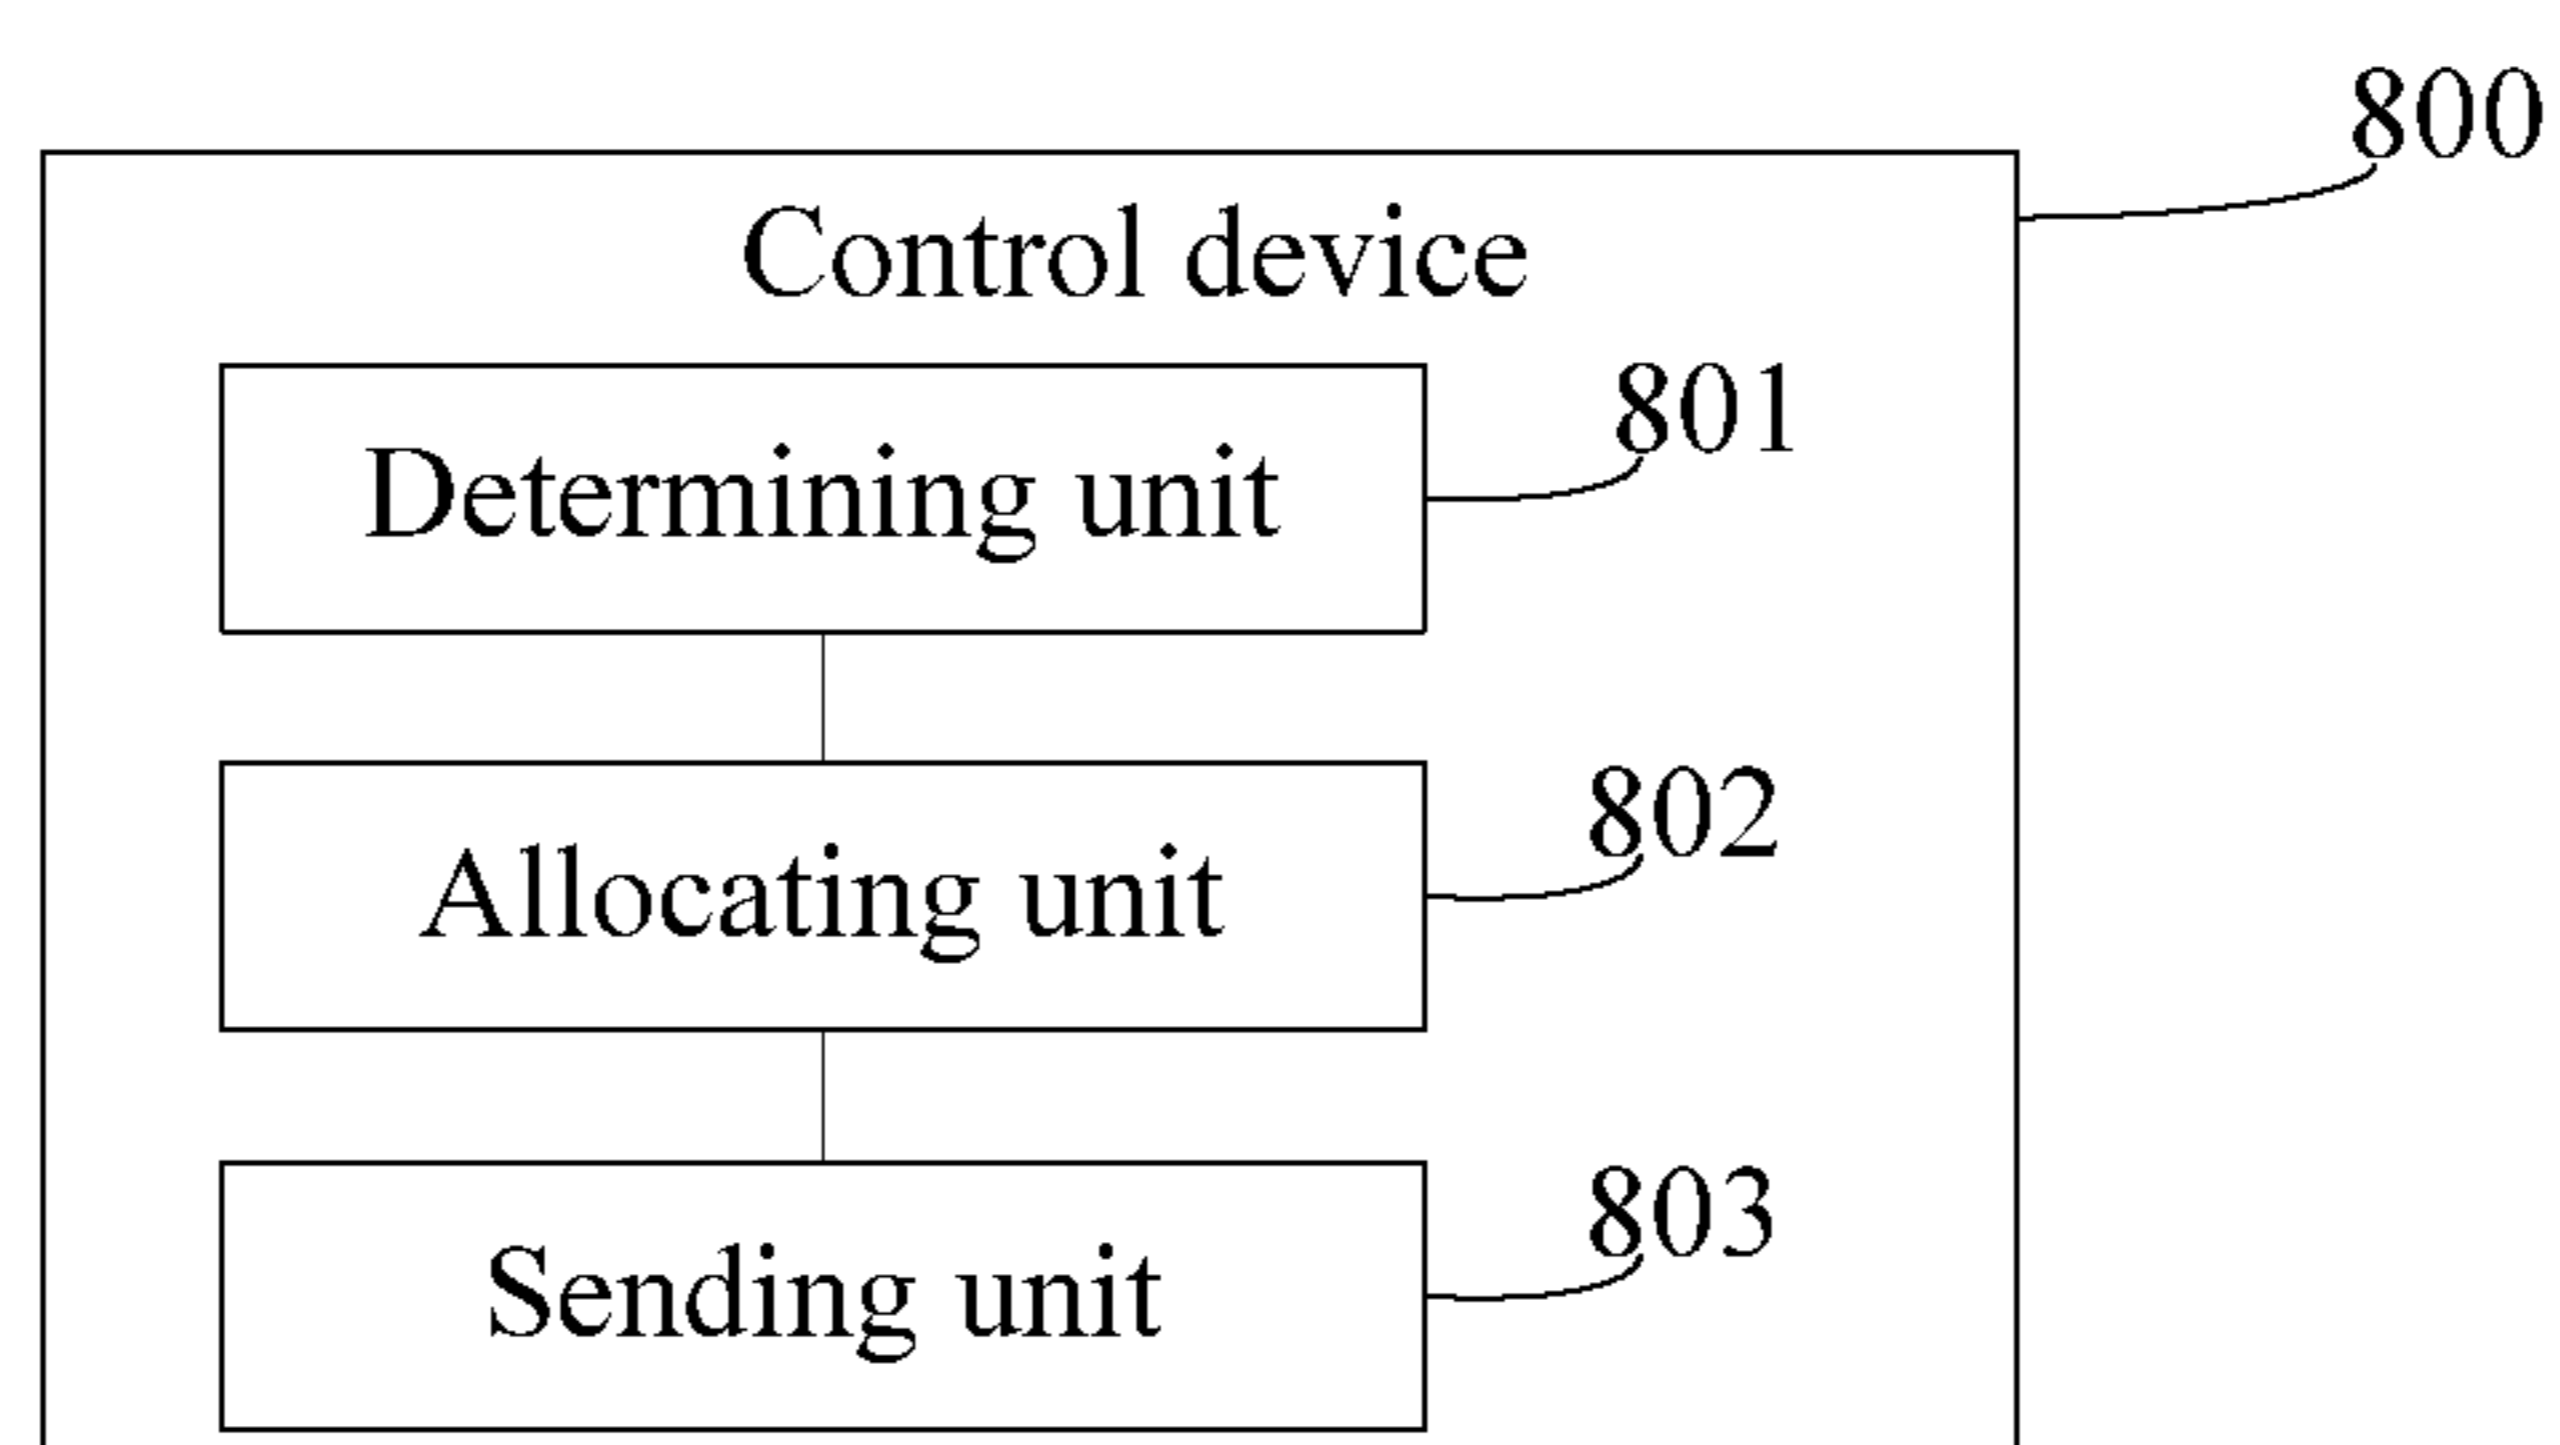 800
Control device
801
Determining unit
802
Allocating unit
803
Sending unit